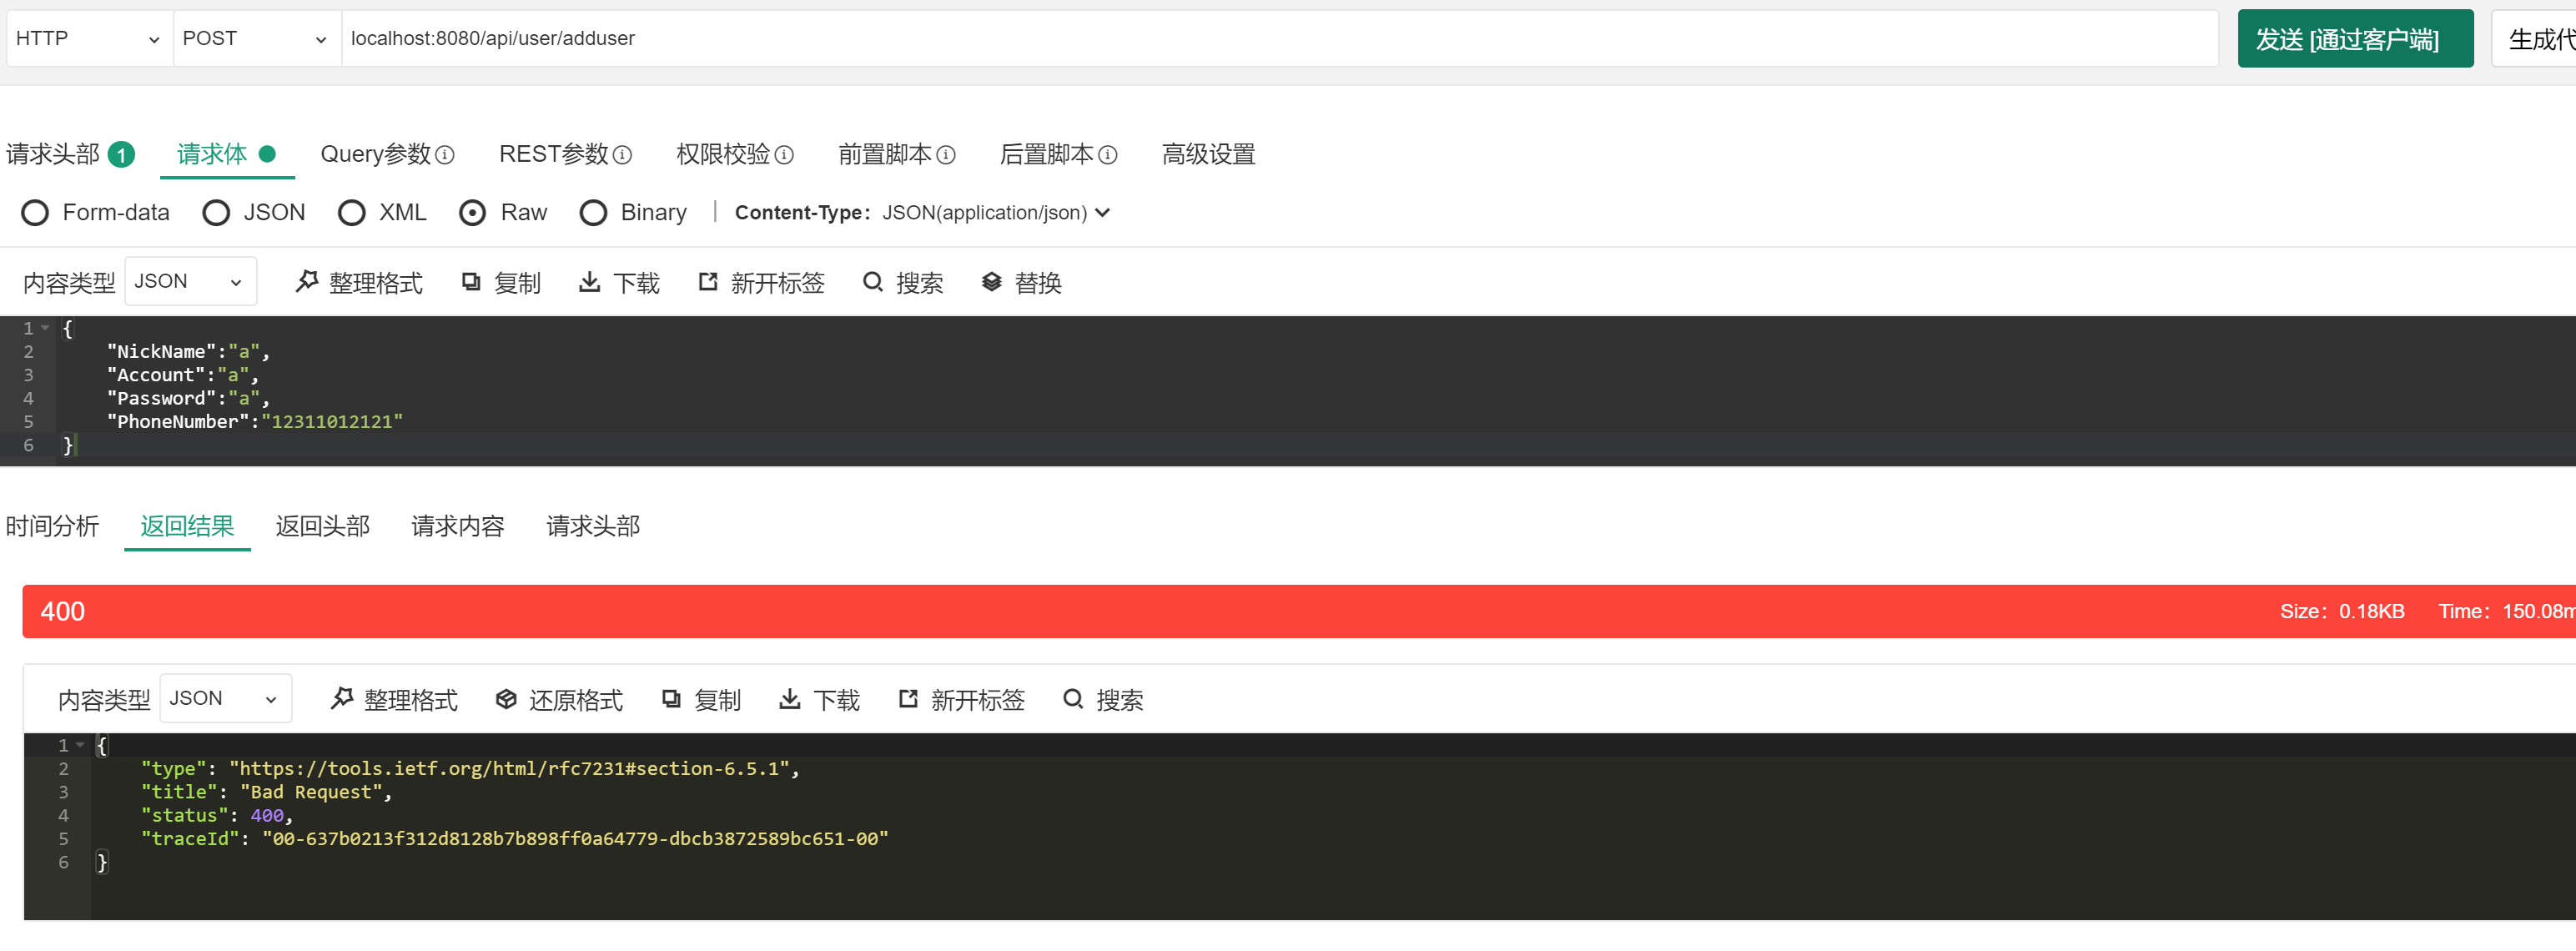 HTTP POST localhost:8080/api/user/adduser 发送 [通过客户端] 生成代
请求头部 1 请求体 Query参数 REST参数 权限校验 前置脚本 后置脚本 高级设置
Form-data JSON XML Raw Binary Content-Type： JSON(application/json)
内容类型 JSON 整理格式 复制 下载 新开标签 搜索 替换
1 {
2 "NickName":"a",
3 "Account":"a",
4 "Password":"a",
5 "PhoneNumber":"12311012121"
6 }
时间分析 返回结果 返回头部 请求内容 请求头部
400 Size：0.18KB Time：150.08m
内容类型 JSON 整理格式 还原格式 复制 下载 新开标签 搜索
1 {
2 "type": "https://tools.ietf.org/html/rfc7231#section-6.5.1",
3 "title": "Bad Request",
4 "status": 400,
5 "traceId": "00-637b0213f312d8128b7b898ff0a64779-dbcb3872589bc651-00"
6 }